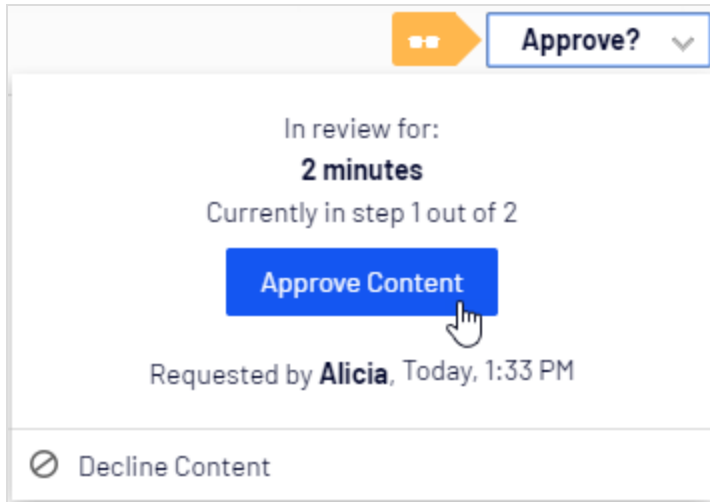 Approve?
In review for:
2 minutes
Currently in step 1 out of 2
Approve Content
Requested by Alicia, Today, 1:33 PM
Decline Content